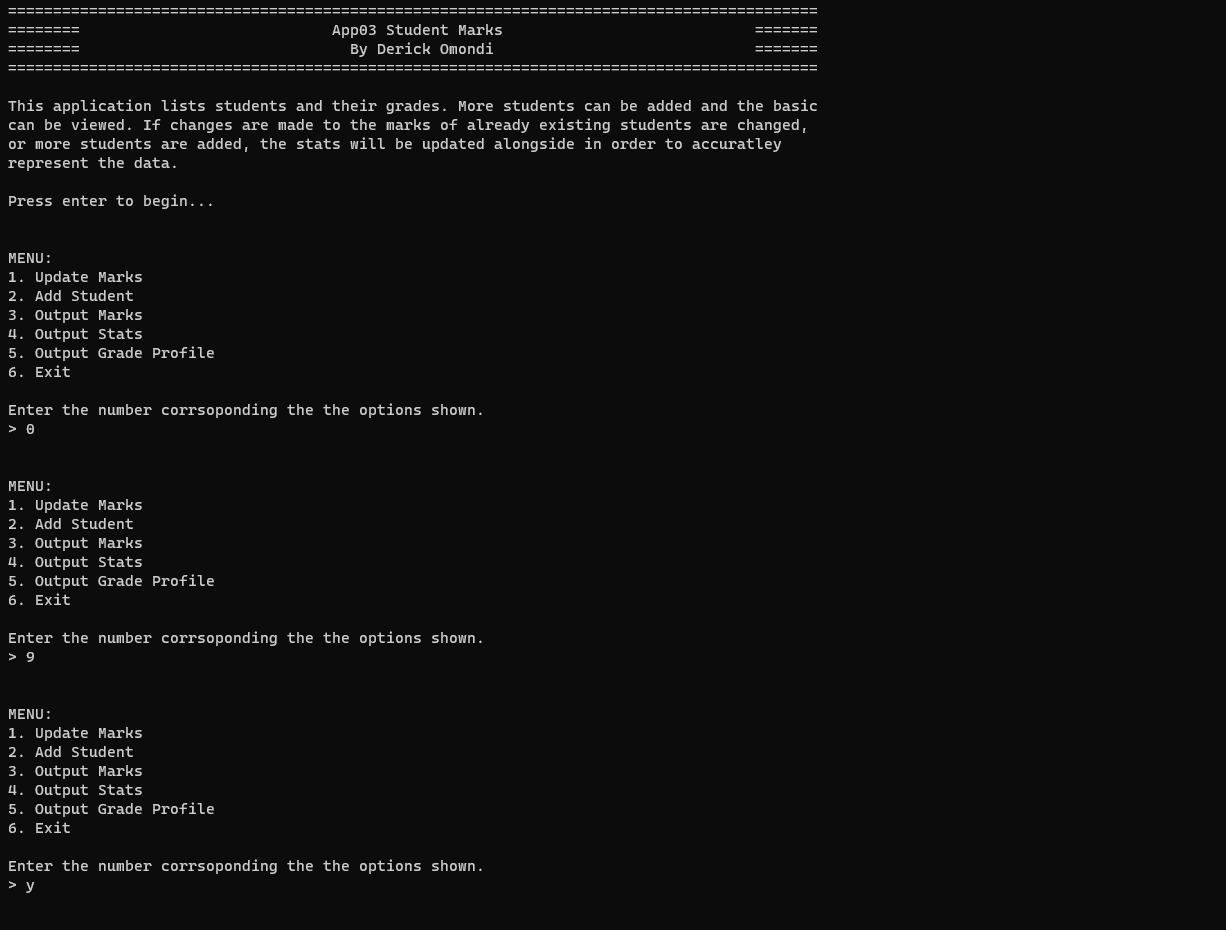 ==========================================================================================
========                            App03 Student Marks                            =======
========                              By Derick Omondi                             =======
==========================================================================================
This application lists students and their grades. More students can be added and the basic
can be viewed. If changes are made to the marks of already existing students are changed,
or more students are added, the stats will be updated alongside in order to accuratley
represent the data.
Press enter to begin...
MENU:
1. Update Marks
2. Add Student
3. Output Marks
4. Output Stats
5. Output Grade Profile
6. Exit
Enter the number corrsoponding the the options shown.
> 0
MENU:
1. Update Marks
2. Add Student
3. Output Marks
4. Output Stats
5. Output Grade Profile
6. Exit
Enter the number corrsoponding the the options shown.
> 9
MENU:
1. Update Marks
2. Add Student
3. Output Marks
4. Output Stats
5. Output Grade Profile
6. Exit
Enter the number corrsoponding the the options shown.
> y